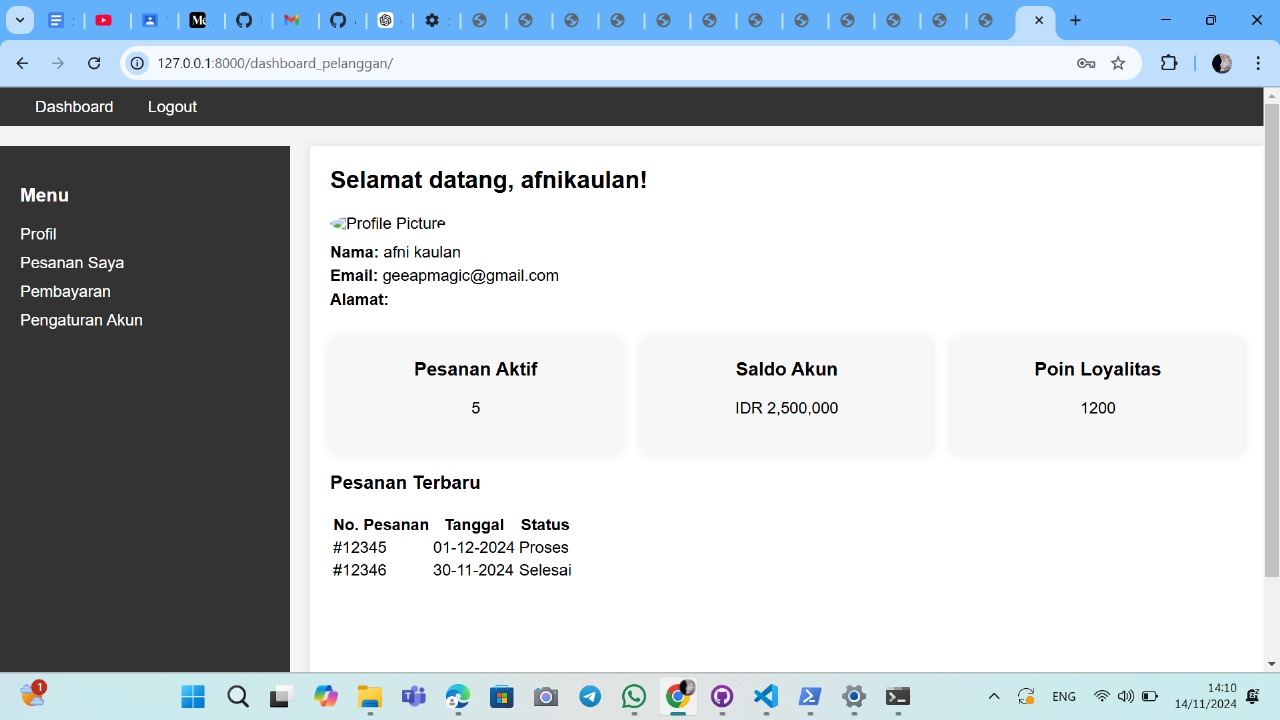 127.0.0.1:8000/dashboard_pelanggan/
Dashboard Logout
Menu
Profil
Pesanan Saya
Pembayaran
Pengaturan Akun
Selamat datang, afnikaulan!
Profile Picture
Nama: afni kaulan
Email: geeapmagic@gmail.com
Alamat:
Pesanan Aktif
5
Saldo Akun
IDR 2,500,000
Poin Loyalitas
1200
Pesanan Terbaru
No. Pesanan Tanggal Status
#12345 01-12-2024 Proses
#12346 30-11-2024 Selesai
1
ENG
14:10
14/11/2024